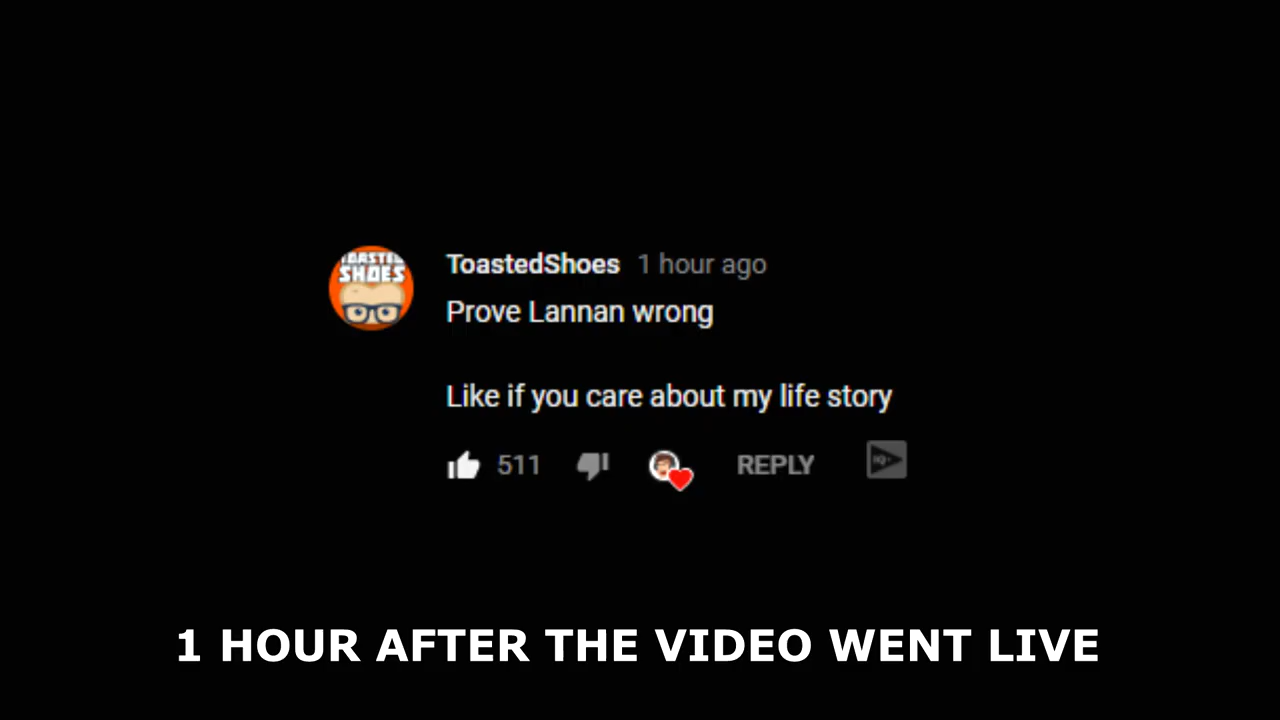 TOASTED
SHOES
ToastedShoes 1 hour ago
Prove Lannan wrong
Like if you care about my life story
511 REPLY IQ
1 HOUR AFTER THE VIDEO WENT LIVE